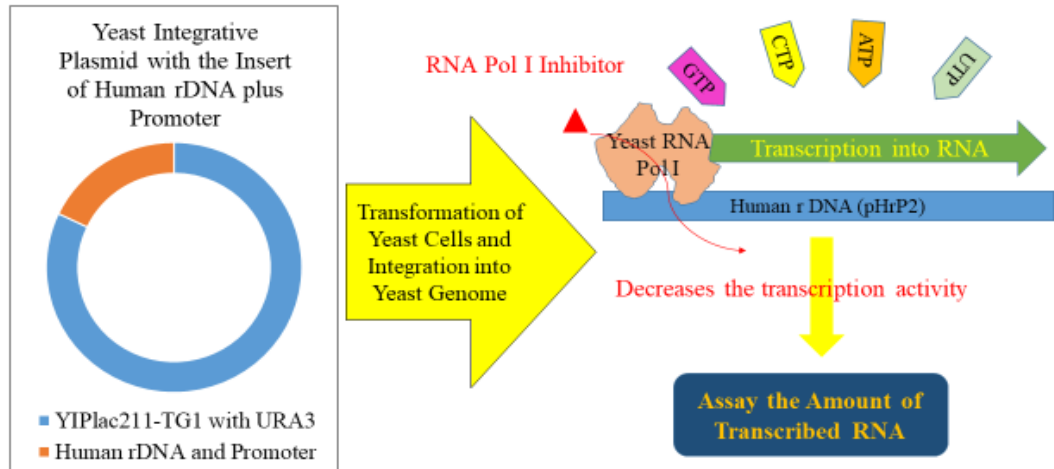 Yeast Integrative
Plasmid with the Insert
of Human rDNA plus
Promoter
YIPlac211-TG1 with URA3
Human rDNA and Promoter
Transformation of
Yeast Cells and
Integration into
Yeast Genome
RNA Pol I Inhibitor
GTP
CTP
ATP
UTP
Yeast RNA
Pol I
Transcription into RNA
Human r DNA (pHrP2)
Decreases the transcription activity
Assay the Amount of
Transcribed RNA